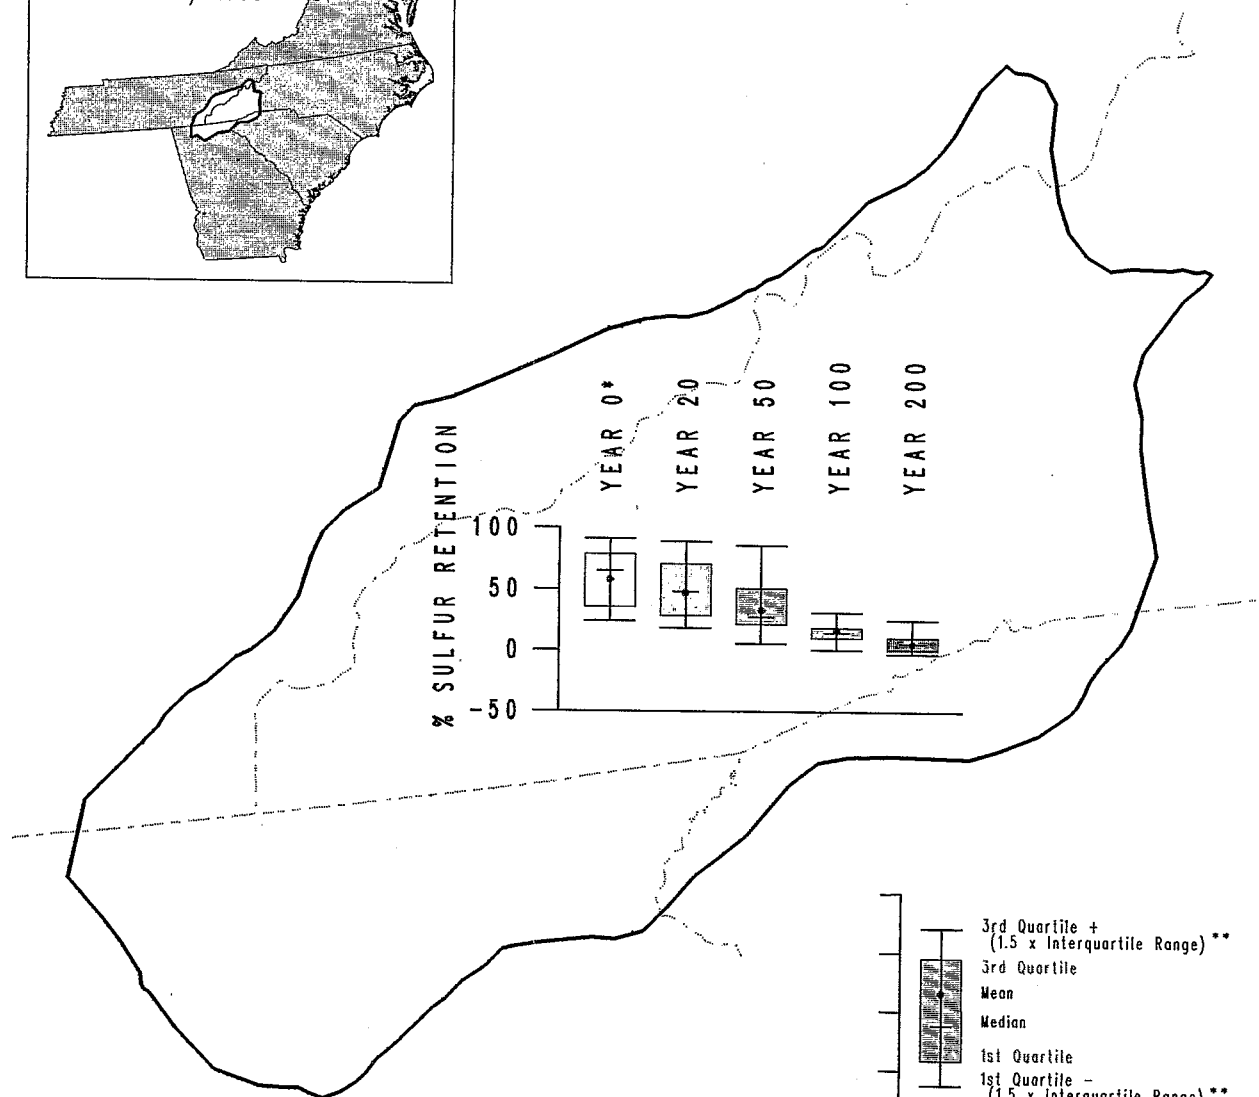 YEAR 0*
YEAR 20
YEAR 50
YEAR 100
YEAR 200
% SULFUR RETENTION
100
50
0
-50
3rd Quartile +
(1.5 x Interquartile Range) **
3rd Quartile
Mean
Median
1st Quartile
1st Quartile -
(1.5 x Interquartile Range) **